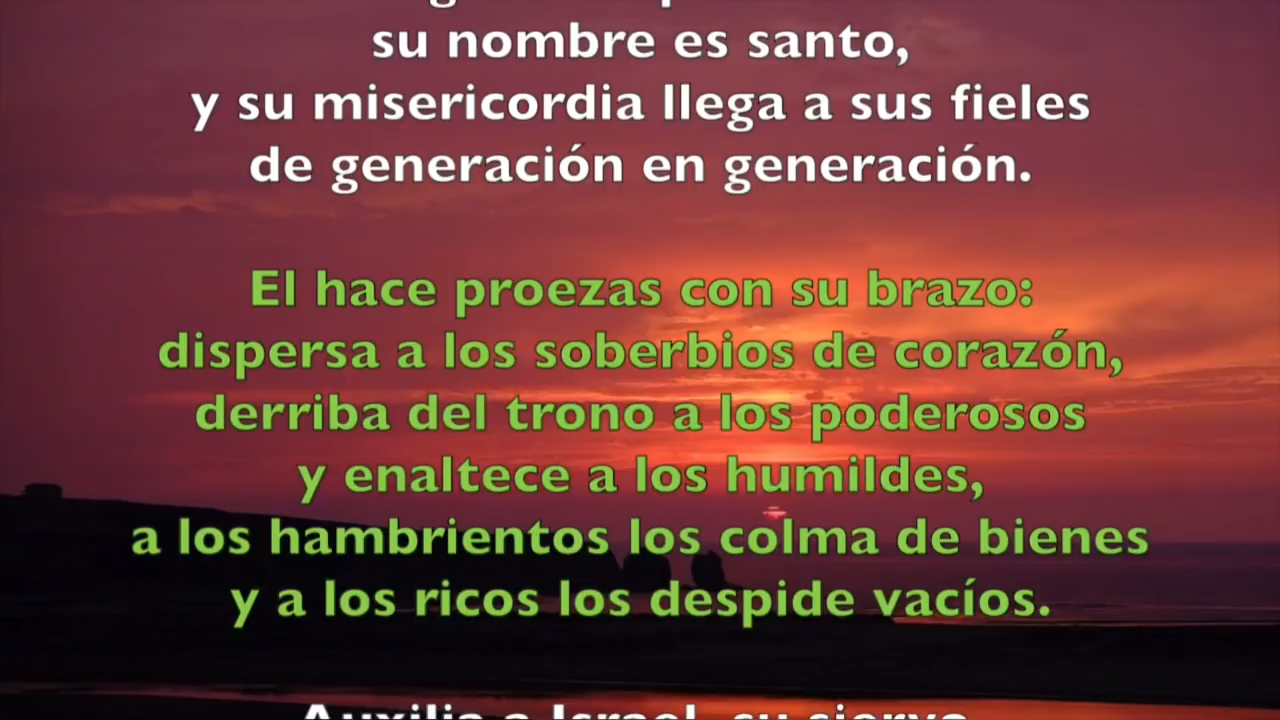 su nombre es santo,
y su misericordia llega a sus fieles
de generación en generación.
El hace proezas con su brazo:
dispersa a los soberbios de corazón,
derriba del trono a los poderosos
y enaltece a los humildes,
a los hambrientos los colma de bienes
y a los ricos los despide vacíos.
Auxilia a Israel, su siervo